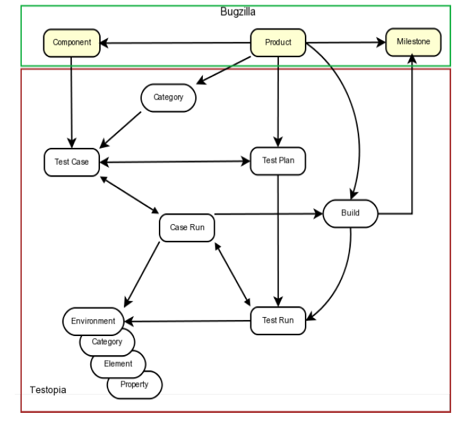 Bugzilla
Component
Product
Milestone
Category
Test Case
Test Plan
Case Run
Build
Environment
Test Run
Category
Element
Property
Testopia